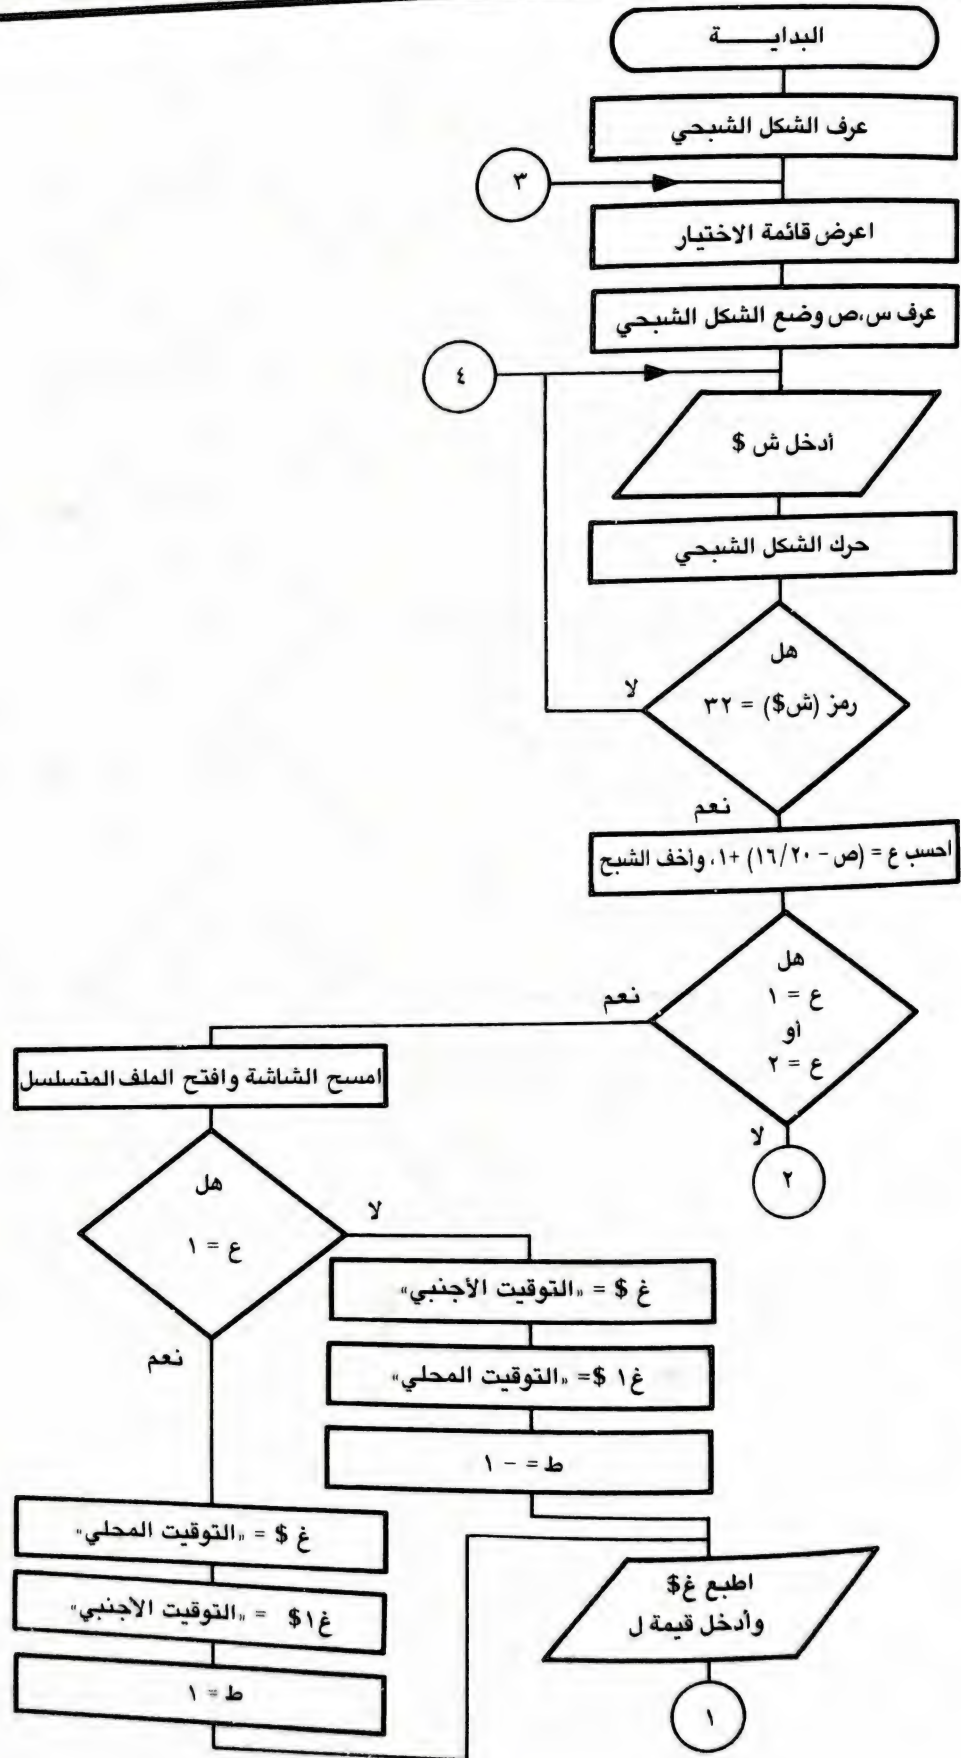 البدايـــــــة
عرف الشكل الشبحي
٣
اعرض قائمة الاختيار
عرف س،ص وضع الشكل الشبحي
٤
أدخل ش $
حرك الشكل الشبحي
هل
رمز (ش$) = ٣٢
لا
نعم
احسب ع = (ص - ٢٠/١٦) +١، وأخف الشبح
هل
ع = ١
أو
ع = ٢
نعم
لا
٢
امسح الشاشة وافتح الملف المتسلسل
هل
ع = ١
لا
نعم
غ $ = «التوقيت الأجنبي»
غ١ $= «التوقيت المحلي»
ط = - ١
غ $ = «التوقيت المحلي»
غ١$ = «التوقيت الأجنبي»
ط = ١
اطبع غ$
وأدخل قيمة ل
١